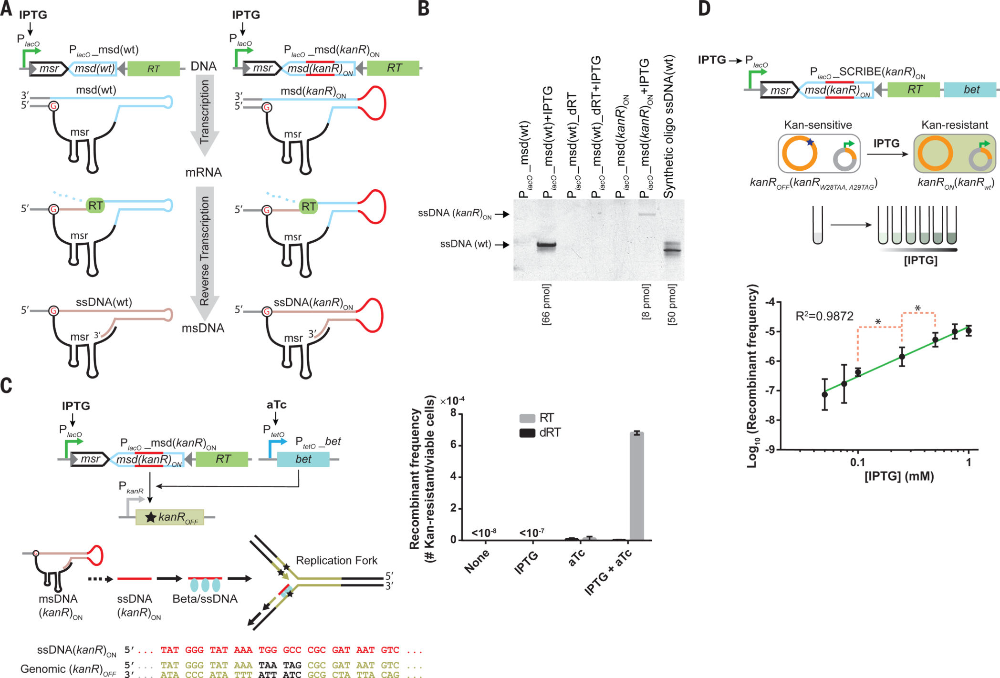 A
IPTG
PlacO
PlacO_msd(wt)
msr
msd(wt)
RT
DNA
IPTG
PlacO
PlacO_msd(kanR)ON
msr
msd(kanR)ON
RT
msd(wt)
3′
5′
G
msr
Transcription
msd(kanR)ON
3′
5′
G
msr
mRNA
5′
G
RT
msr
Reverse Transcription
5′
G
RT
msr
ssDNA(wt)
5′
G
msr
3′
msDNA
ssDNA(kanR)ON
5′
G
msr
3′
B
PlacO_msd(wt)
PlacO_msd(wt)+IPTG
PlacO_msd(wt)_dRT
PlacO_msd(wt)_dRT+IPTG
PlacO_msd(kanR)ON
PlacO_msd(kanR)ON+IPTG
Synthetic oligo ssDNA(wt)
ssDNA (kanR)ON
ssDNA (wt)
[66 pmol]
[8 pmol]
[50 pmol]
C
IPTG
PlacO
PlacO_msd(kanR)ON
msr
msd(kanR)ON
RT
aTc
PtetO
PtetO_bet
bet
PkanR
kanROFF
G
msDNA
(kanR)ON
ssDNA
(kanR)ON
Beta/ssDNA
Replication Fork
5′
3′
ssDNA(kanR)ON 5′ ... TAT GGG TAT AAA TGG GCC CGC GAT AAT GTC ...
Genomic (kanR)OFF
5′ ... TAT GGG TAT AAA TAA TAG CGC GAT AAT GTC ...
3′ ... ATA CCC ATA TTT ATT ATC GCG CTA TTA CAG ...
Recombinant frequency
(# Kan-resistant/viable cells)
×10-4
8
6
4
2
0
RT
dRT
<10-8
<10-7
None
IPTG
aTc
IPTG + aTc
D
IPTG
PlacO
PlacO_SCRIBE(kanR)ON
msr
msd(kanR)ON
RT
bet
Kan-sensitive
Kan-resistant
IPTG
kanROFF(kanRW28TAA, A29TAG)
kanRON(kanRwt)
[IPTG]
Log10 (Recombinant frequency)
-4
-5
-6
-7
-8
-9
R2=0.9872
*
*
0.1
1
[IPTG] (mM)